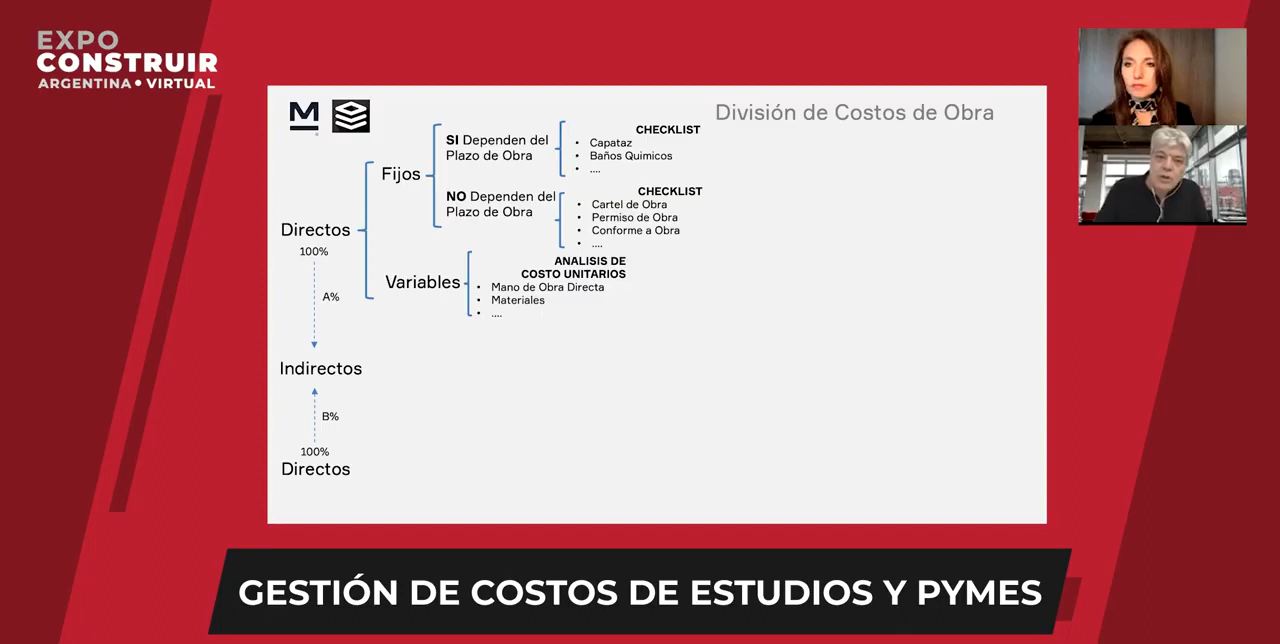 EXPO
CONSTRUIR
ARGENTINA • VIRTUAL
M
División de Costos de Obra
CHECKLIST
SI Dependen del
Plazo de Obra
• Capataz
• Baños Quimicos
• ....
Fijos
CHECKLIST
NO Dependen del
Plazo de Obra
• Cartel de Obra
• Permiso de Obra
• Conforme a Obra
• ....
Directos
100%
A%
Variables
ANALISIS DE
COSTO UNITARIOS
• Mano de Obra Directa
• Materiales
• ....
Indirectos
B%
100%
Directos
GESTIÓN DE COSTOS DE ESTUDIOS Y PYMES